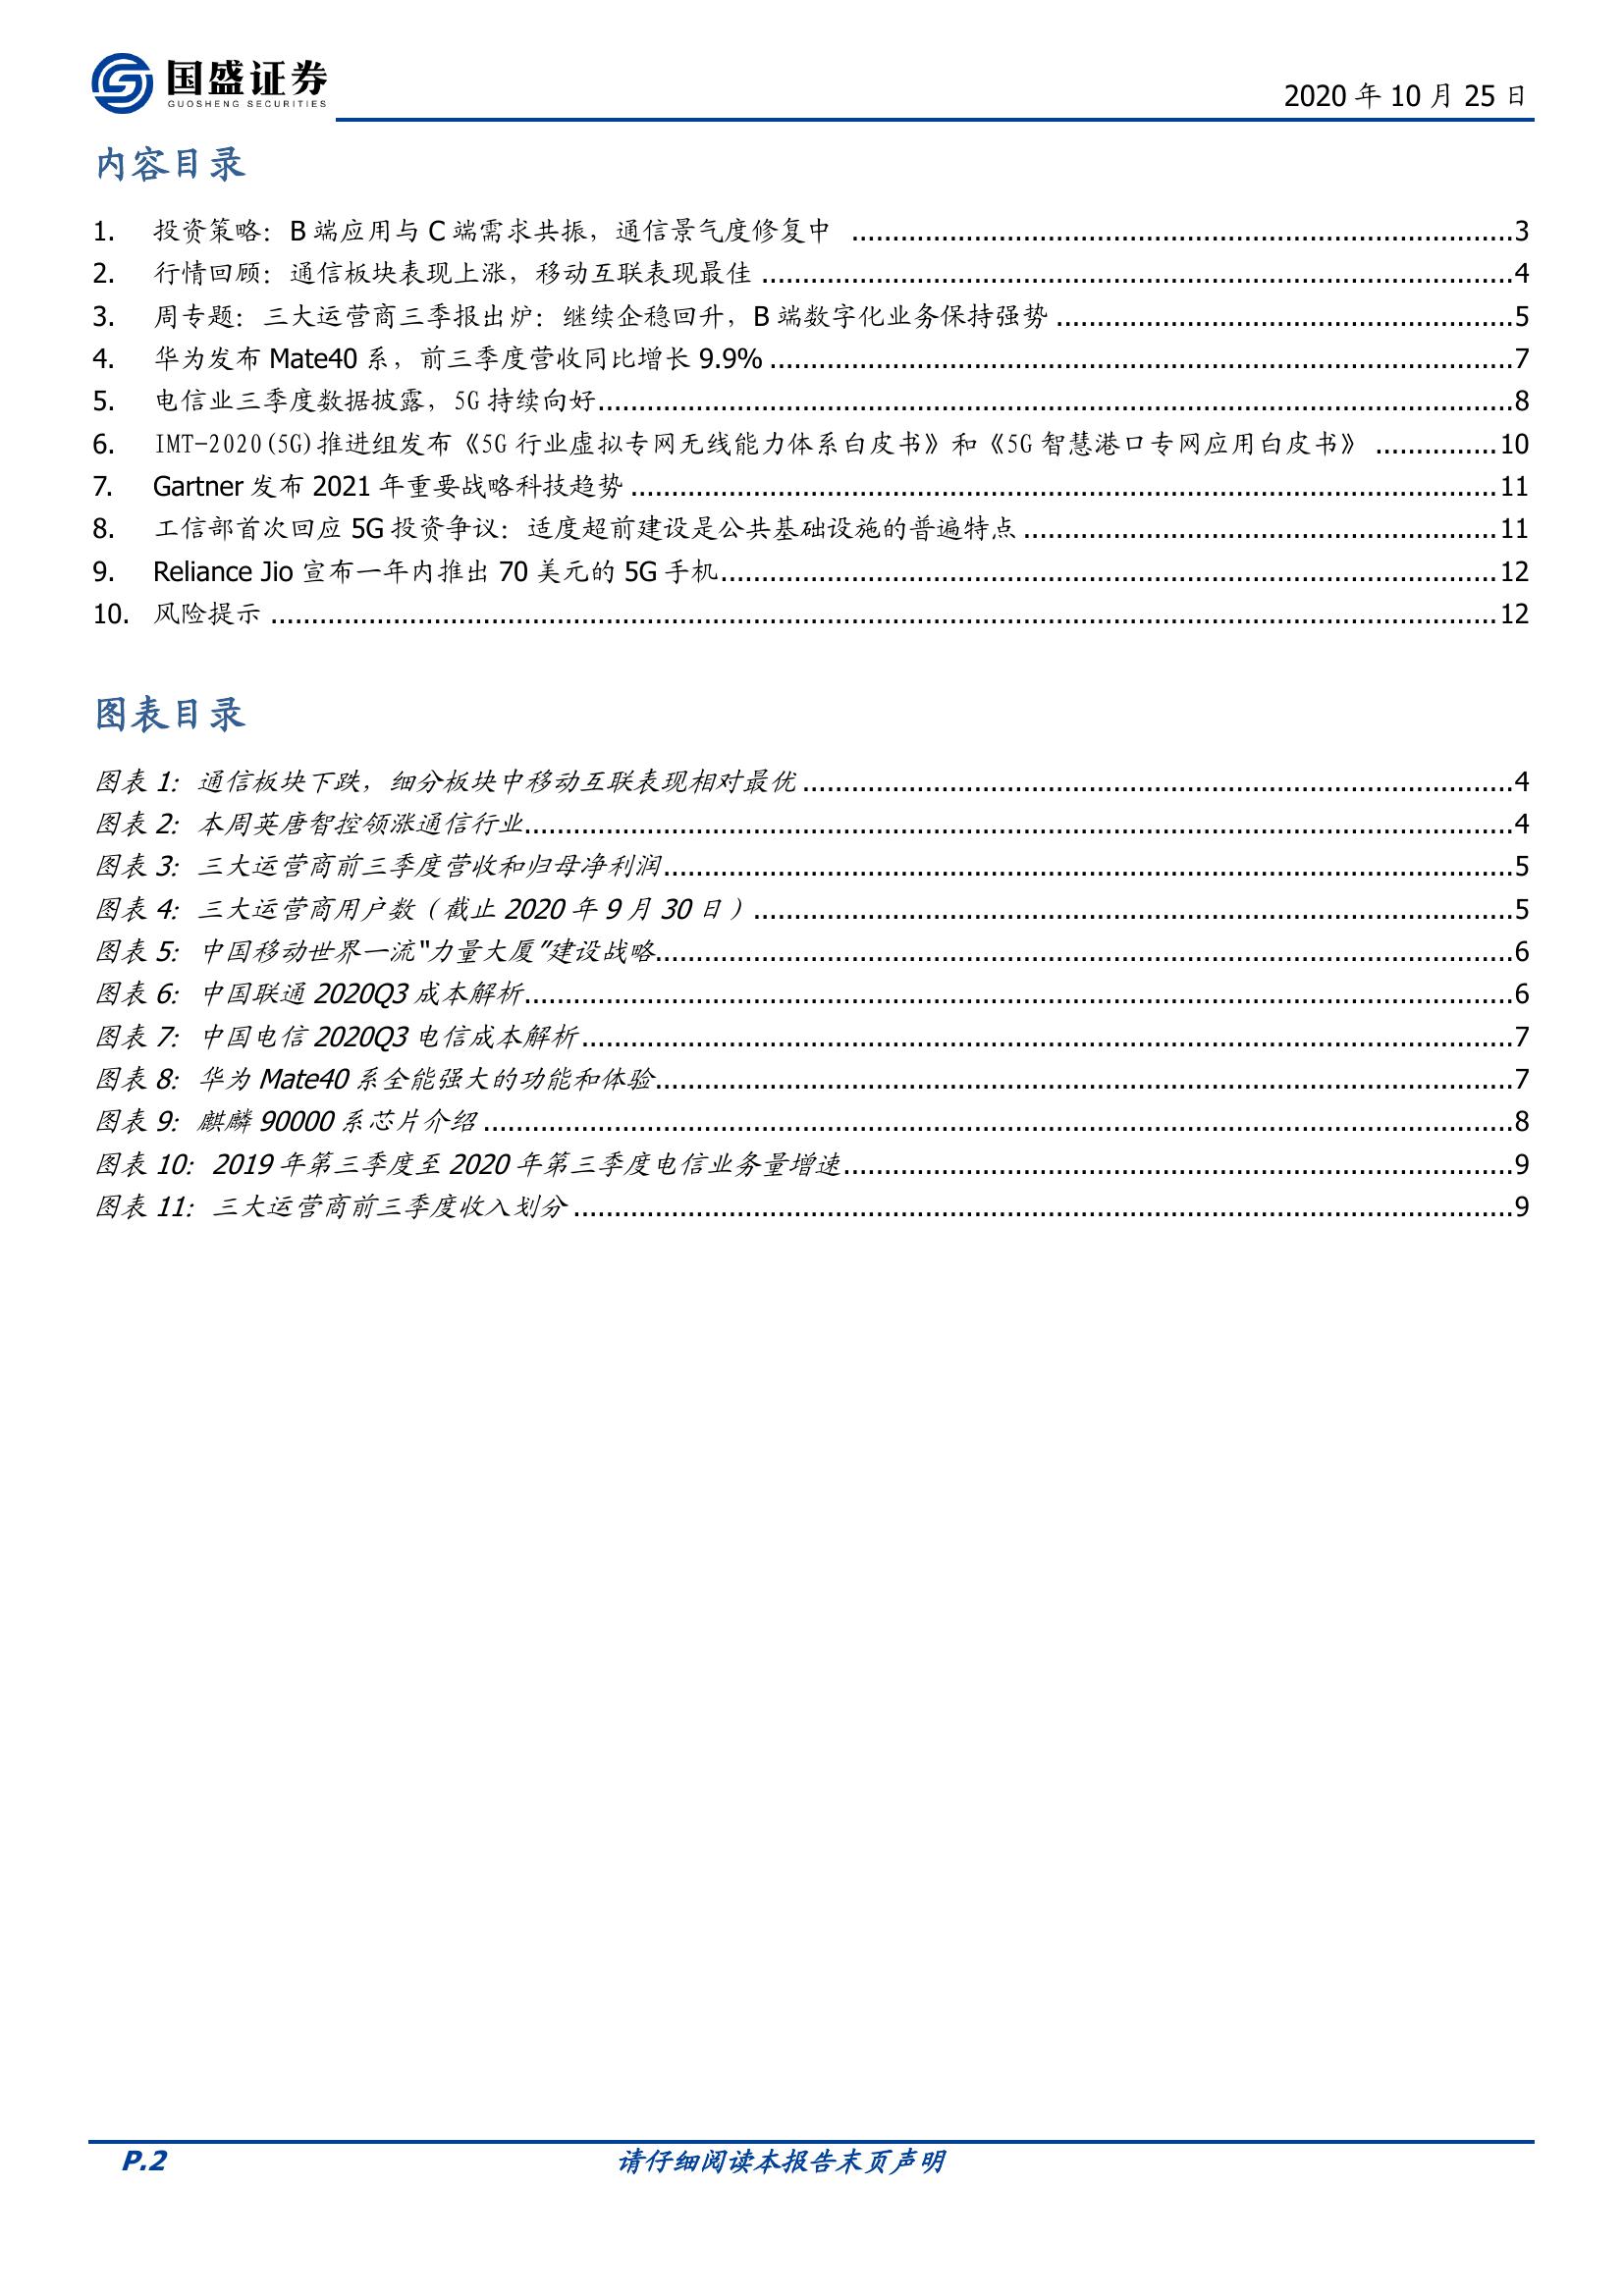 国盛证券
GUOSHENG SECURITIES
2020 年 10 月 25 日
内容目录
1. 投资策略：B 端应用与 C 端需求共振，通信景气度修复中 ....................3
2. 行情回顾：通信板块表现上涨，移动互联表现最佳 ....................4
3. 周专题：三大运营商三季报出炉：继续企稳回升，B 端数字化业务保持强势 ....................5
4. 华为发布 Mate40 系，前三季度营收同比增长 9.9% ....................7
5. 电信业三季度数据披露，5G 持续向好....................8
6. IMT-2020(5G)推进组发布《5G 行业虚拟专网无线能力体系白皮书》和《5G 智慧港口专网应用白皮书》 ...............10
7. Gartner 发布 2021 年重要战略科技趋势 ....................11
8. 工信部首次回应 5G 投资争议：适度超前建设是公共基础设施的普遍特点 ....................11
9. Reliance Jio 宣布一年内推出 70 美元的 5G 手机....................12
10. 风险提示 ....................12
图表目录
图表 1: 通信板块下跌，细分板块中移动互联表现相对最优 ....................4
图表 2: 本周英唐智控领涨通信行业....................4
图表 3: 三大运营商前三季度营收和归母净利润....................5
图表 4: 三大运营商用户数（截止 2020 年 9 月 30 日） ....................5
图表 5: 中国移动世界一流"力量大厦"建设战略....................6
图表 6: 中国联通 2020Q3 成本解析....................6
图表 7: 中国电信 2020Q3 电信成本解析 ....................7
图表 8: 华为 Mate40 系全能强大的功能和体验....................7
图表 9: 麒麟 90000 系芯片介绍 ....................8
图表 10: 2019 年第三季度至 2020 年第三季度电信业务量增速....................9
图表 11: 三大运营商前三季度收入划分 ....................9
P.2
请仔细阅读本报告末页声明